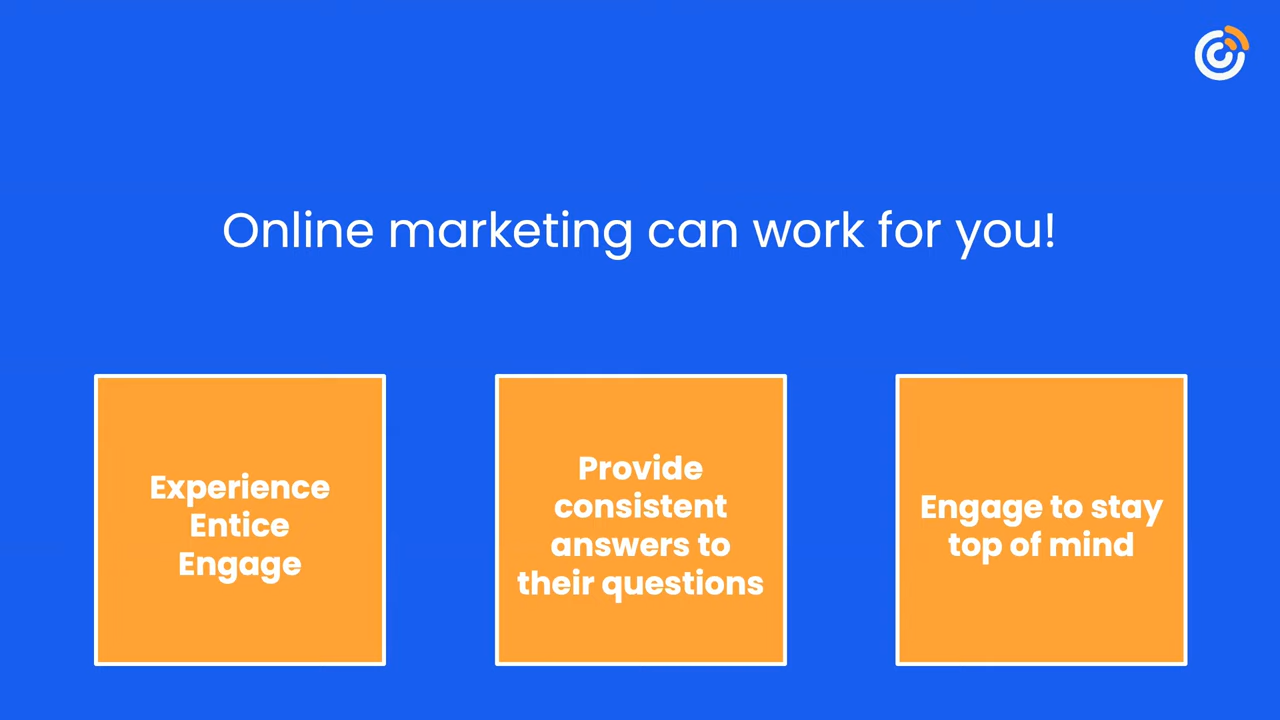 Online marketing can work for you!
Experience
Entice
Engage
Provide
consistent
answers to
their questions
Engage to stay
top of mind